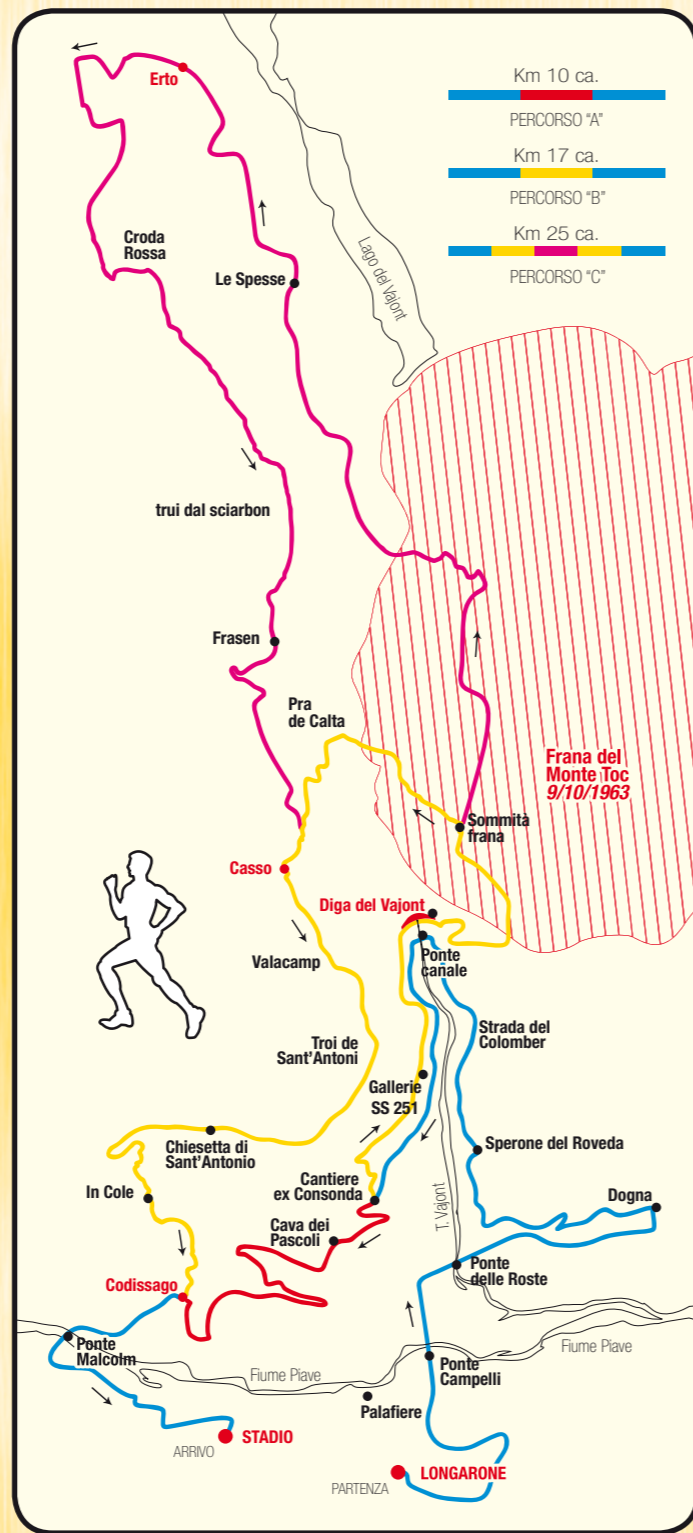 Km 10 ca.
PERCORSO “A”
Km 17 ca.
PERCORSO “B”
Km 25 ca.
PERCORSO “C”
Erto
Croda
Rossa
Le Spesse
Lago del Vajont
trui dal sciarbon
Frasen
Pra
de Calta
Frana del
Monte Toc
9/10/1963
Sommità
frana
Casso
Diga del Vajont
Ponte
canale
Valacamp
Strada del
Colomber
Troi de
Sant’Antoni
Gallerie
SS 251
Chiesetta di
Sant’Antonio
Sperone del Roveda
In Cole
Cantiere
ex Consonda
T. Vajont
Dogna
Cava dei
Pascoli
Ponte
delle Roste
Codissago
Ponte
Malcolm
Fiume Piave
Fiume Piave
Ponte
Campelli
Palafiere
STADIO
ARRIVO
LONGARONE
PARTENZA